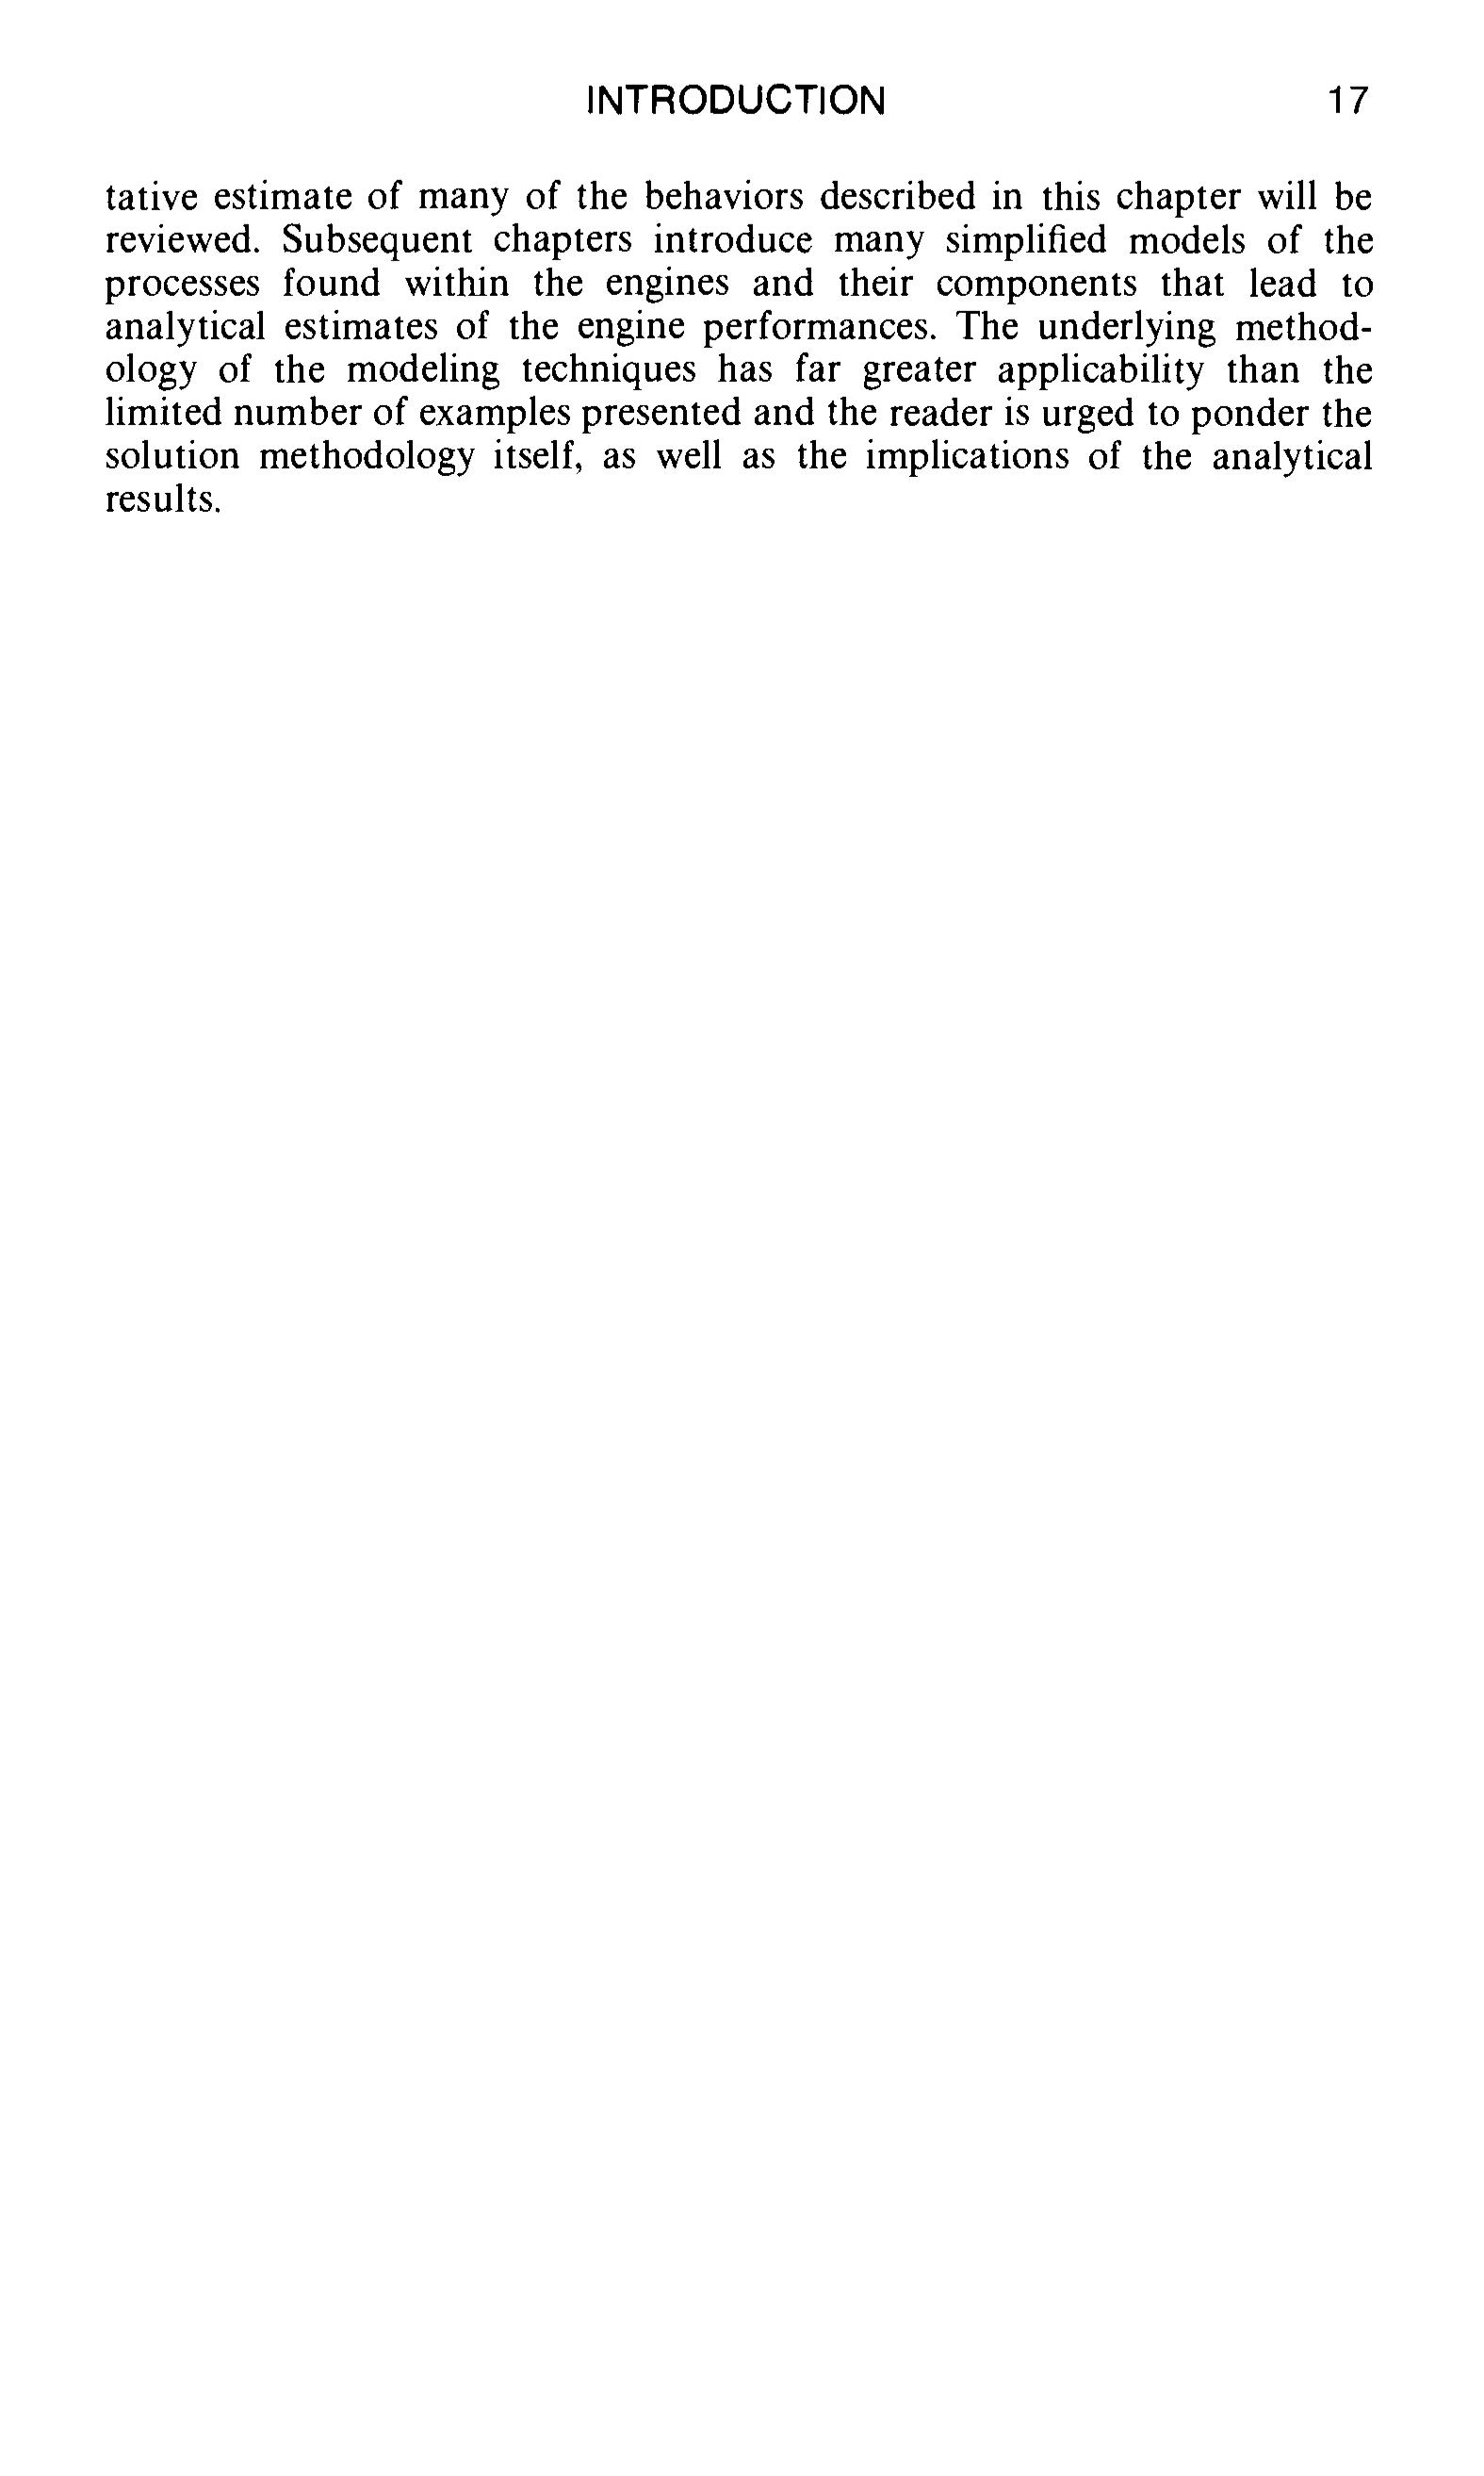 INTRODUCTION 17
tative estimate of many of the behaviors described in this chapter will be
reviewed. Subsequent chapters introduce many simplified models of the
processes found within the engines and their components that lead to
analytical estimates of the engine performances. The underlying method-
ology of the modeling techniques has far greater applicability than the
limited number of examples presented and the reader is urged to ponder the
solution methodology itself, as well as the implications of the analytical
results.